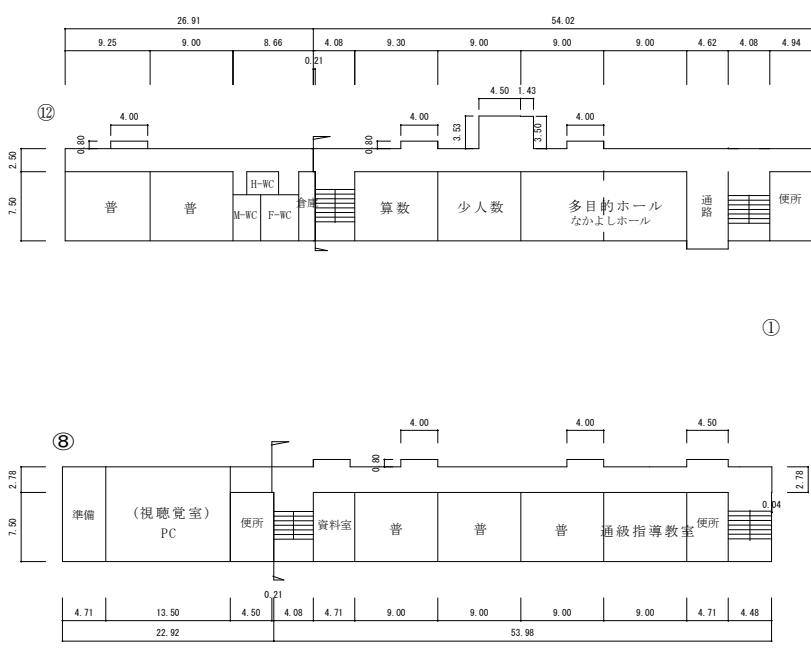 26.91 54.02
9.25 9.00 8.66 4.08 9.30 9.00 9.00 9.00 4.62 4.08 4.94
0.21
4.50 1.43
⑫ 4.00 4.00 4.00
0.80 0.80 3.53 3.50
2.50
7.50
H-WC
普 普 M-WC F-WC 倉庫 算数 少人数 多目的ホール 通路 便所
なかよしホール
①
4.00 4.00 4.50
⑧
0.80
2.78 2.78
7.50
0.04
準備 (視聴覚室) 便所 資料室 普 普 普 通級指導教室 便所
PC
0.21
4.71 13.50 4.50 4.08 4.71 9.00 9.00 9.00 9.00 4.71 4.48
22.92 53.98